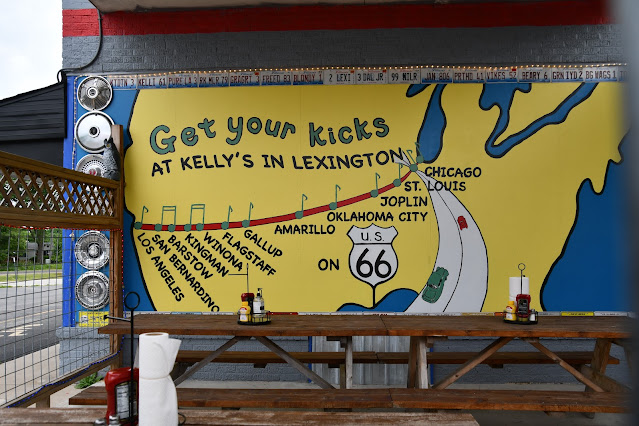 Get your kicks
AT KELLY'S IN LEXINGTON
CHICAGO
ST. LOUIS
JOPLIN
OKLAHOMA CITY
AMARILLO
GALLUP
FLAGSTAFF
WINONA
KINGMAN
BARSTOW
SAN BERNARDINO
LOS ANGELES
ON
U.S.
66